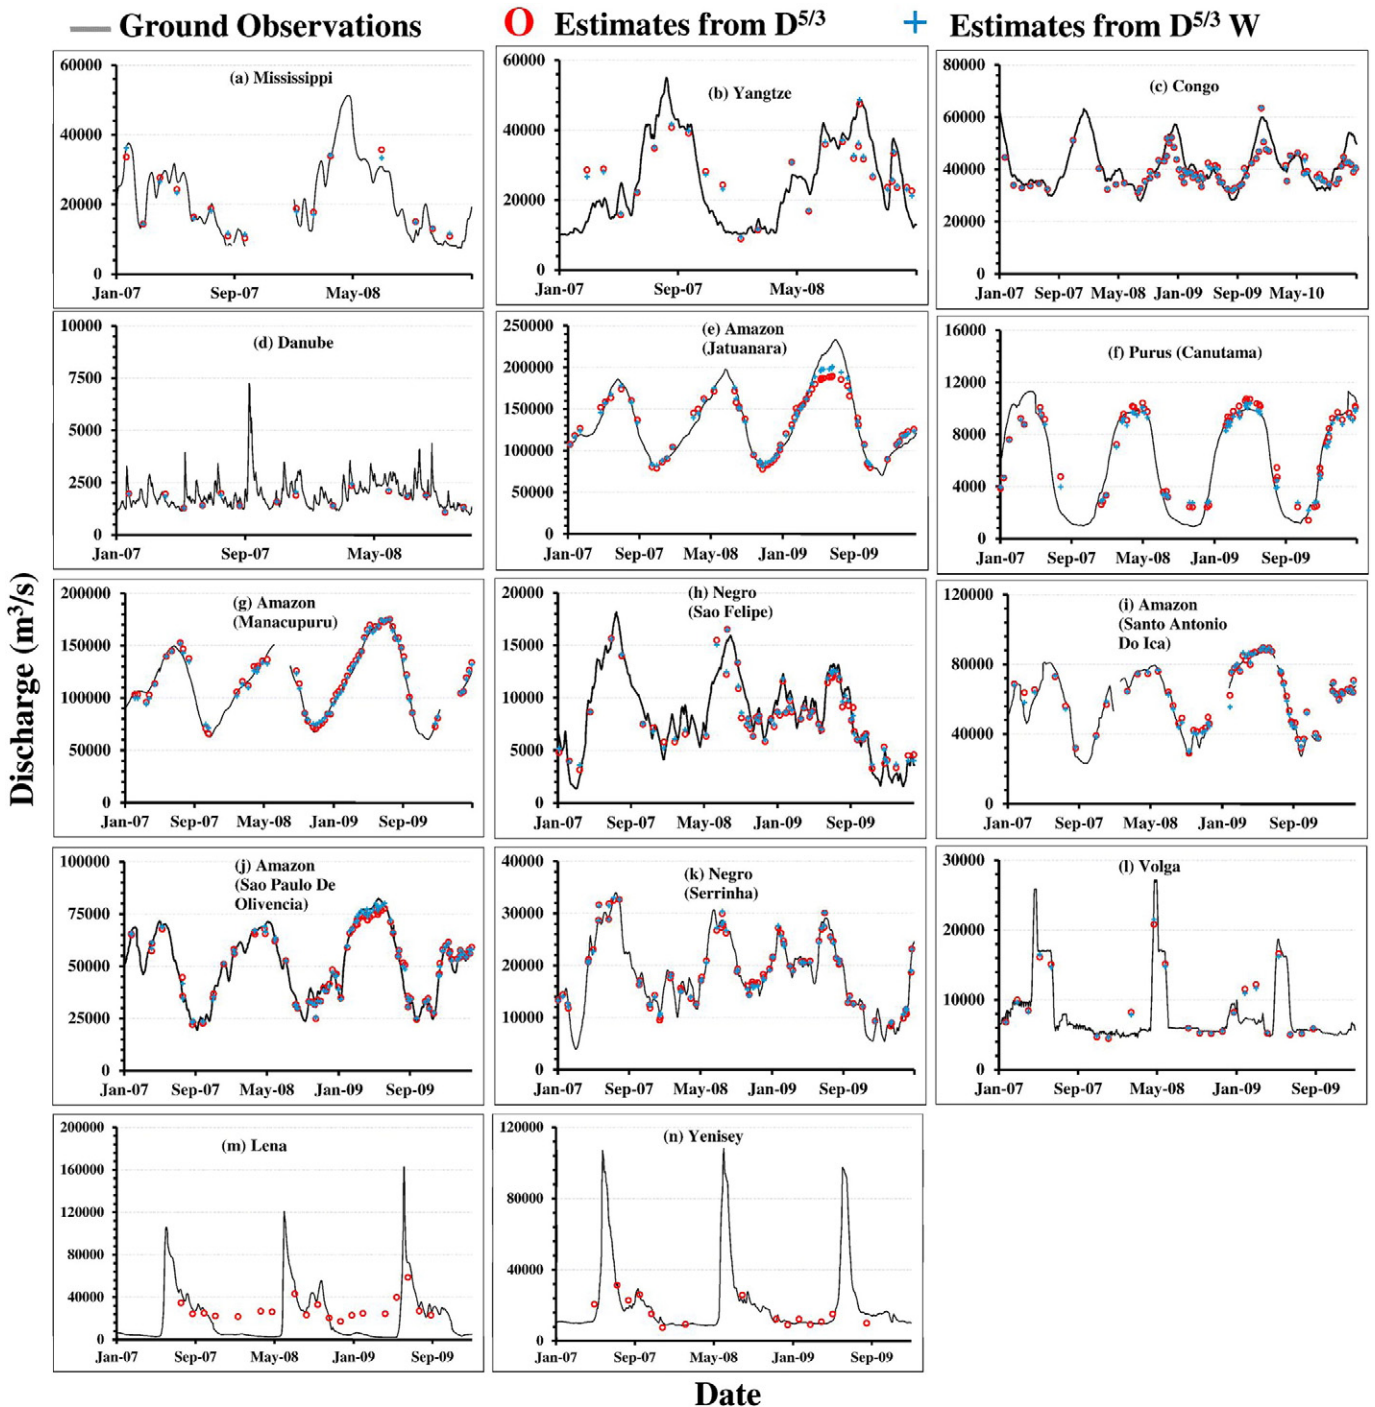 Ground Observations
Estimates from D5/3
Estimates from D5/3 W
Discharge (m3/s)
(a) Mississippi
60000
40000
20000
0
Jan-07 Sep-07 May-08
(b) Yangtze
60000
40000
20000
0
Jan-07 Sep-07 May-08
(c) Congo
80000
60000
40000
20000
0
Jan-07 Sep-07 May-08 Jan-09 Sep-09 May-10
(d) Danube
10000
7500
5000
2500
0
Jan-07 Sep-07 May-08
(e) Amazon
(Jatuanara)
250000
200000
150000
100000
50000
0
Jan-07 Sep-07 May-08 Jan-09 Sep-09
(f) Purus (Canutama)
16000
12000
8000
4000
0
Jan-07 Sep-07 May-08 Jan-09 Sep-09
(g) Amazon
(Manacupuru)
200000
150000
100000
50000
0
Jan-07 Sep-07 May-08 Jan-09 Sep-09
(h) Negro
(Sao Felipe)
20000
15000
10000
5000
0
Jan-07 Sep-07 May-08 Jan-09 Sep-09
(i) Amazon
(Santo Antonio
Do Ica)
120000
80000
40000
0
Jan-07 Sep-07 May-08 Jan-09 Sep-09
(j) Amazon
(Sao Paulo De
Olivencia)
100000
75000
50000
25000
0
Jan-07 Sep-07 May-08 Jan-09 Sep-09
(k) Negro
(Serrinha)
40000
30000
20000
10000
0
Jan-07 Sep-07 May-08 Jan-09 Sep-09
(l) Volga
30000
20000
10000
0
Jan-07 Sep-07 May-08 Jan-09 Sep-09
(m) Lena
200000
160000
120000
80000
40000
0
Jan-07 Sep-07 May-08 Jan-09 Sep-09
(n) Yenisey
120000
80000
40000
0
Jan-07 Sep-07 May-08 Jan-09 Sep-09
Date